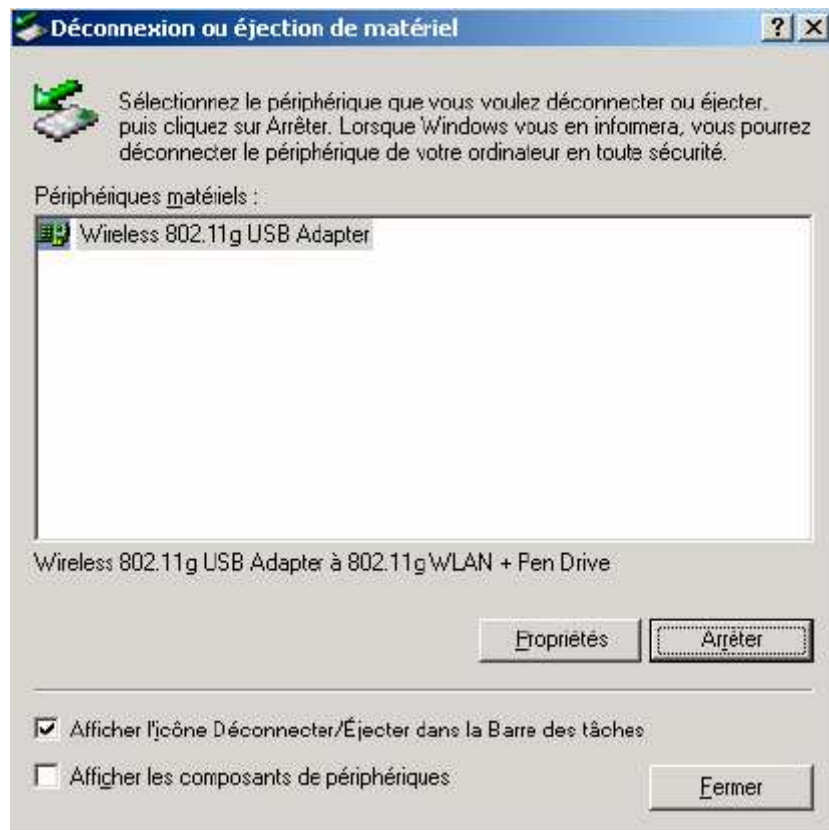 Déconnexion ou éjection de matériel
Sélectionnez le périphérique que vous voulez déconnecter ou éjecter,
puis cliquez sur Arrêter. Lorsque Windows vous en informera, vous pourrez
déconnecter le périphérique de votre ordinateur en toute sécurité.
Périphériques matériels :
Wireless 802.11g USB Adapter
Wireless 802.11g USB Adapter à 802.11g WLAN + Pen Drive
Propriétés
Arrêter
Afficher l'icône Déconnecter/Éjecter dans la Barre des tâches
Afficher les composants de périphériques
Fermer